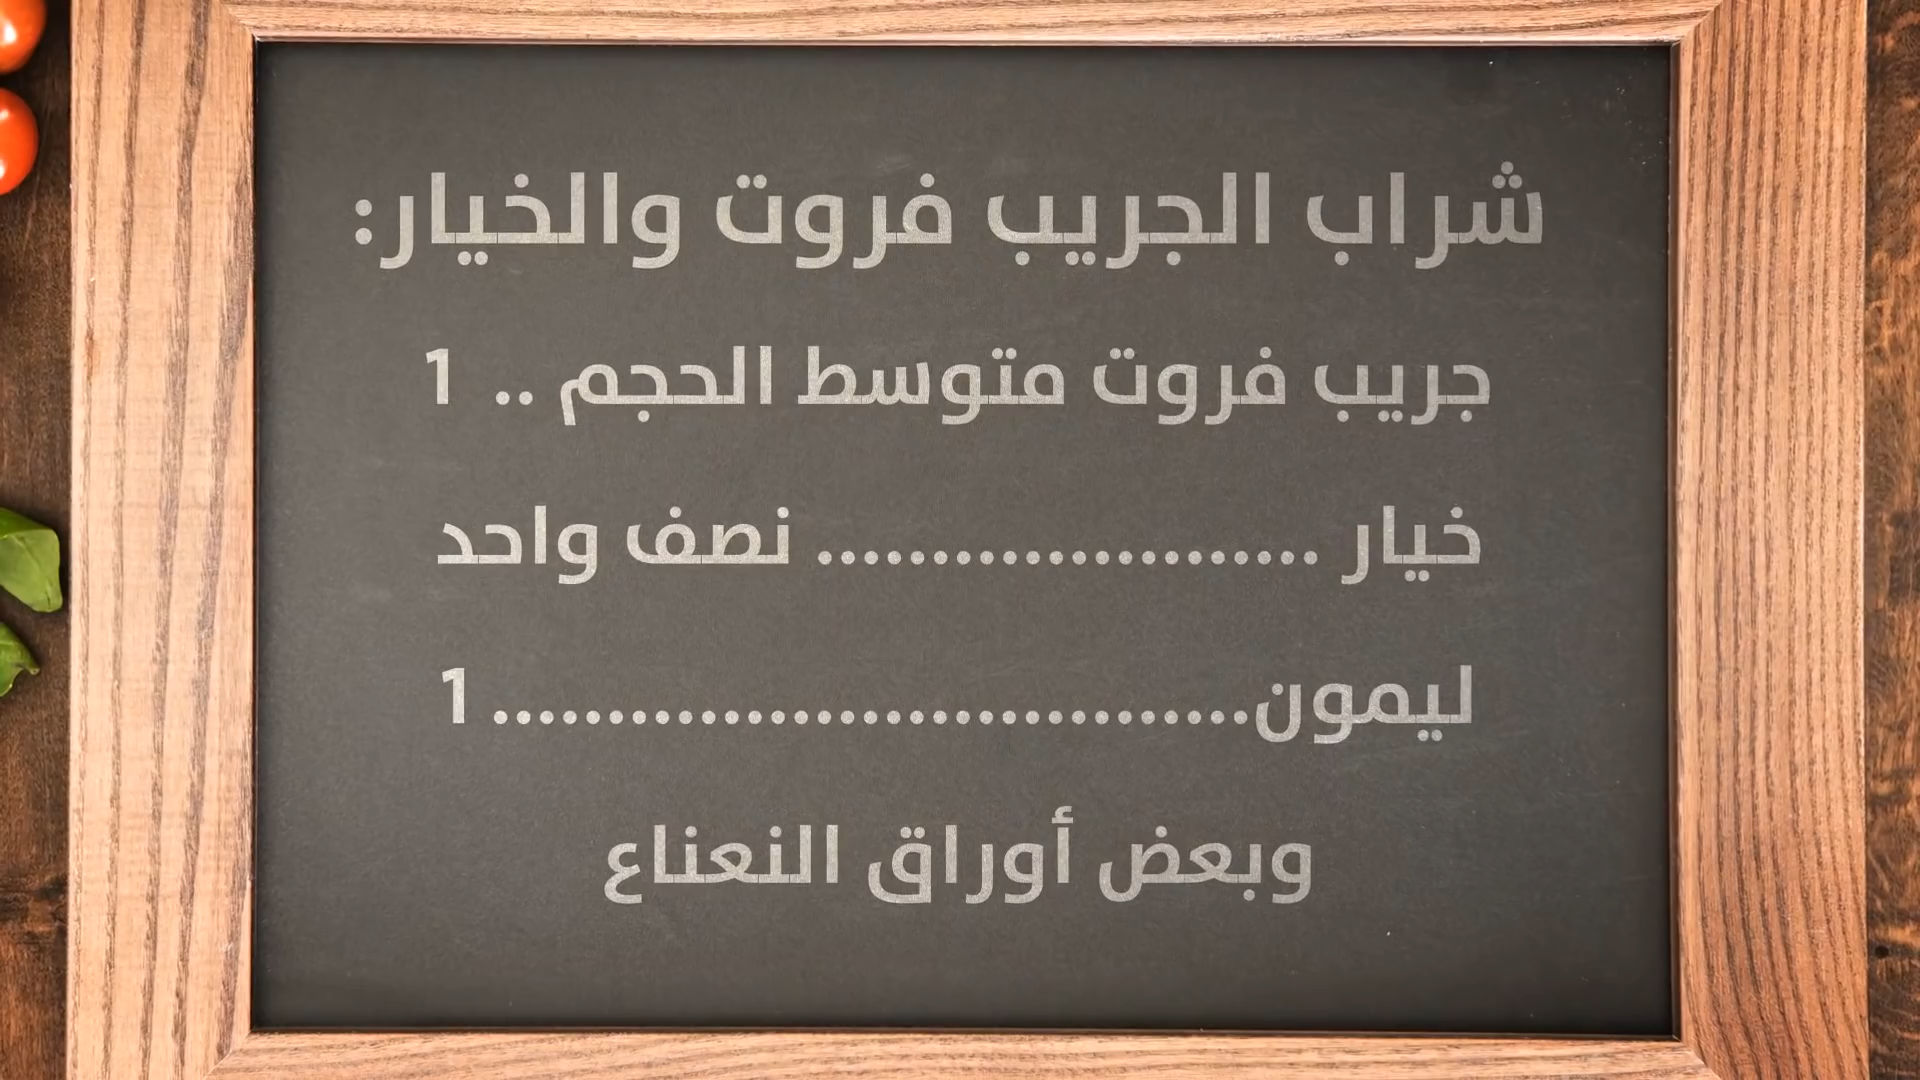 شراب الجريب فروت والخيار:
جريب فروت متوسط الحجم .. 1
خيار ...................... نصف واحد
ليمون................................. 1
وبعض أوراق النعناع